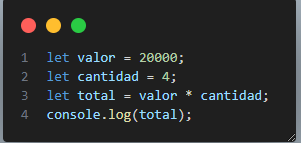 1 let valor = 20000;
2 let cantidad = 4;
3 let total = valor * cantidad;
4 console.log(total);